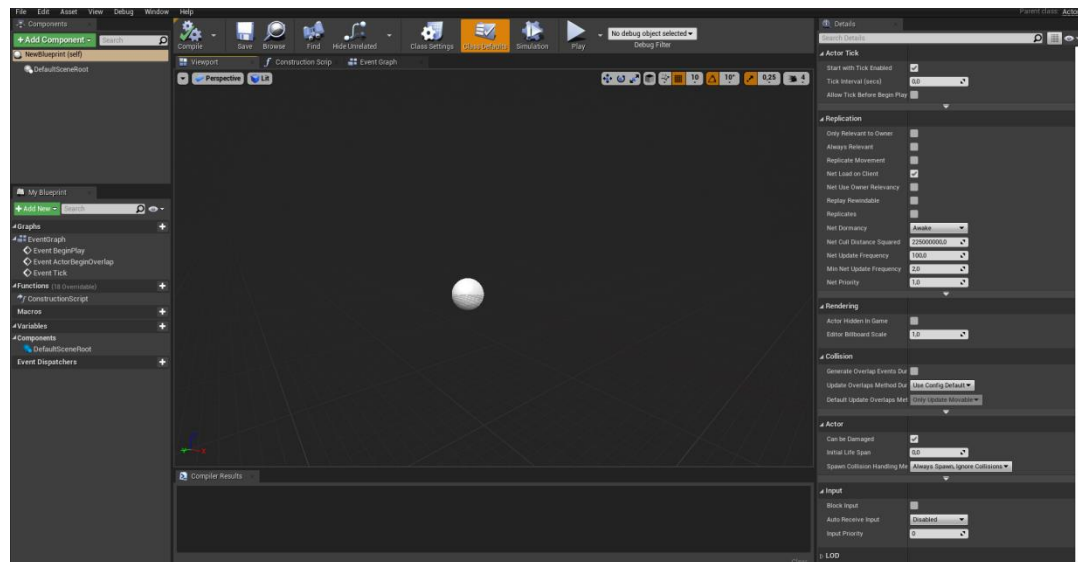 File Edit Asset View Debug Window Help
Parent class: Actor
Components
+Add Component
Search
NewBlueprint (self)
DefaultSceneRoot
Compile
Save
Browse
Find
Hide Unrelated
Class Settings
Class Defaults
Simulation
Play
No debug object selected
Debug Filter
Viewport
Construction Scrip
Event Graph
Perspective
Lit
10
10°
0,25
4
My Blueprint
+Add New
Search
Graphs
EventGraph
Event BeginPlay
Event ActorBeginOverlap
Event Tick
Functions (18 Overridable)
ConstructionScript
Macros
Variables
Components
DefaultSceneRoot
Event Dispatchers
Compiler Results
Details
Search Details
Actor Tick
Start with Tick Enabled
Tick Interval (secs) 0,0
Allow Tick Before Begin Play
Replication
Only Relevant to Owner
Always Relevant
Replicate Movement
Net Load on Client
Net Use Owner Relevancy
Replay Rewindable
Replicates
Net Dormancy Awake
Net Cull Distance Squared 225000000,0
Net Update Frequency 100,0
Min Net Update Frequency 2,0
Net Priority 1,0
Rendering
Actor Hidden In Game
Editor Billboard Scale 1,0
Collision
Generate Overlap Events Dur
Update Overlaps Method Dur Use Config Default
Default Update Overlaps Met Only Update Movable
Actor
Can be Damaged
Initial Life Span 0,0
Spawn Collision Handling Me Always Spawn, Ignore Collisions
Input
Block Input
Auto Receive Input Disabled
Input Priority 0
LOD